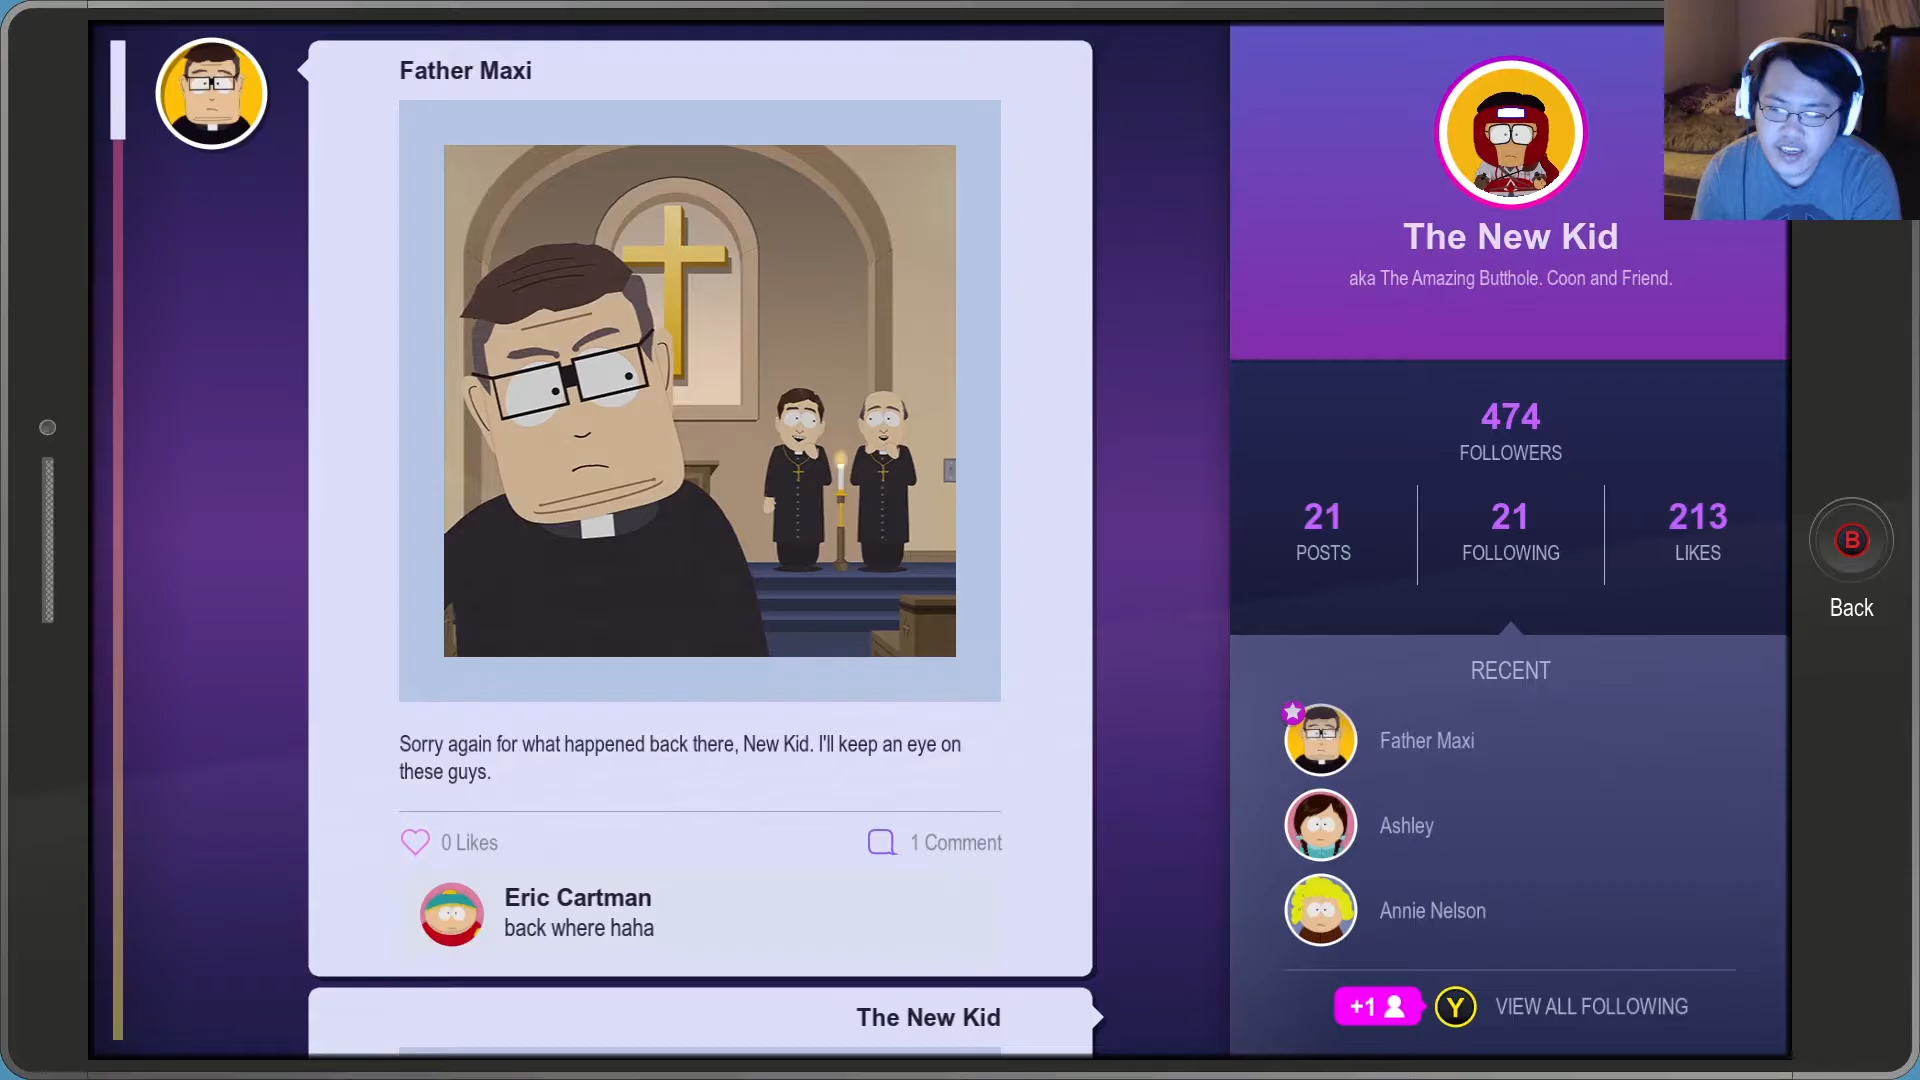 Father Maxi
Sorry again for what happened back there, New Kid. I'll keep an eye on
these guys.
0 Likes
1 Comment
Eric Cartman
back where haha
The New Kid
The New Kid
aka The Amazing Butthole. Coon and Friend.
474
FOLLOWERS
21
POSTS
21
FOLLOWING
213
LIKES
RECENT
Father Maxi
Ashley
Annie Nelson
+1
Y
VIEW ALL FOLLOWING
B
Back